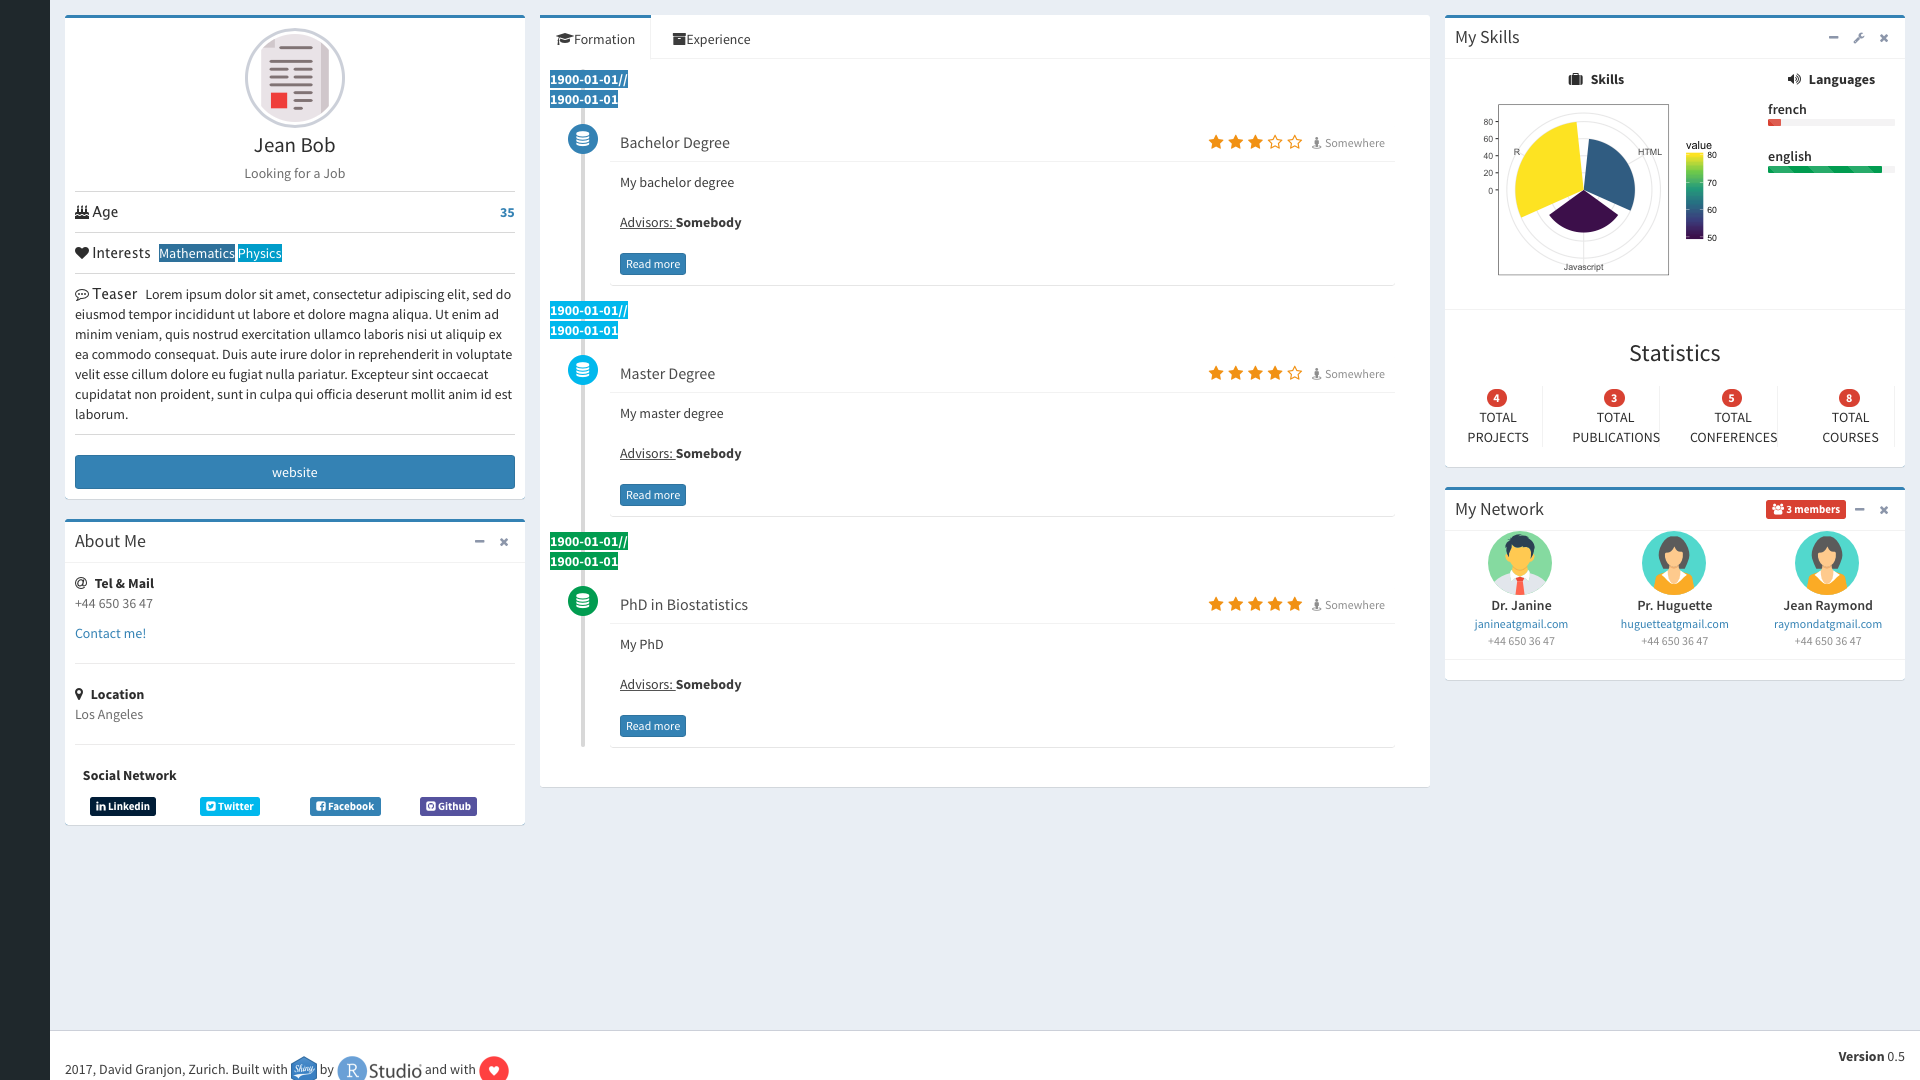 Jean Bob
Looking for a Job
Age 35
Interests Mathematics Physics
Teaser Lorem ipsum dolor sit amet, consectetur adipiscing elit, sed do
eiusmod tempor incididunt ut labore et dolore magna aliqua. Ut enim ad
minim veniam, quis nostrud exercitation ullamco laboris nisi ut aliquip ex
ea commodo consequat. Duis aute irure dolor in reprehenderit in voluptate
velit esse cillum dolore eu fugiat nulla pariatur. Excepteur sint occaecat
cupidatat non proident, sunt in culpa qui officia deserunt mollit anim id est
laborum.
website
About Me
Tel & Mail
+44 650 36 47
Contact me!
Location
Los Angeles
Social Network
Linkedin Twitter Facebook Github
Formation Experience
1900-01-01//
1900-01-01
Bachelor Degree Somewhere
My bachelor degree
Advisors: Somebody
Read more
1900-01-01//
1900-01-01
Master Degree Somewhere
My master degree
Advisors: Somebody
Read more
1900-01-01//
1900-01-01
PhD in Biostatistics Somewhere
My PhD
Advisors: Somebody
Read more
My Skills
Skills
80
60
40
20
0
R
HTML
Javascript
value
80
70
60
50
Languages
french
english
Statistics
4
TOTAL
PROJECTS
3
TOTAL
PUBLICATIONS
5
TOTAL
CONFERENCES
8
TOTAL
COURSES
My Network 3 members
Dr. Janine
janineatgmail.com
+44 650 36 47
Pr. Huguette
huguetteatgmail.com
+44 650 36 47
Jean Raymond
raymondatgmail.com
+44 650 36 47
2017, David Granjon, Zurich. Built with Shiny by R Studio and with
Version 0.5